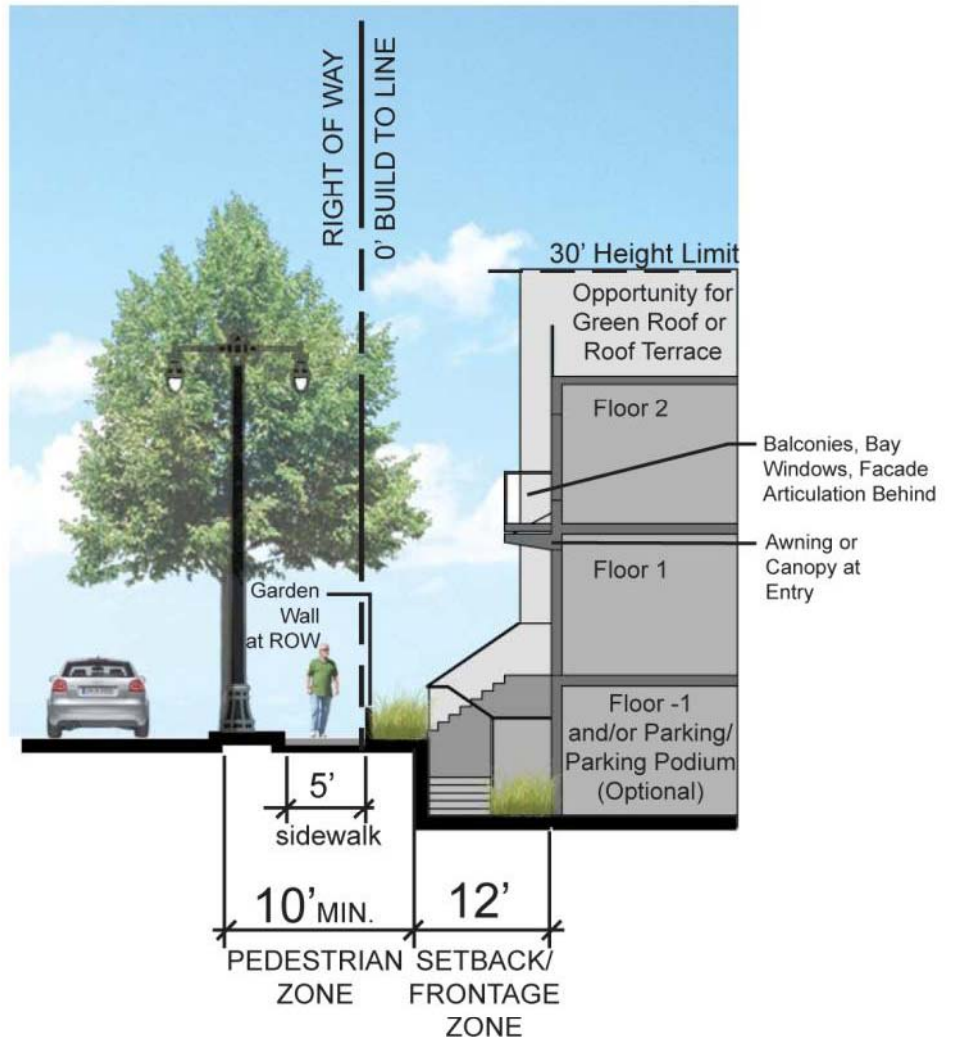 RIGHT OF WAY
0' BUILD TO LINE
30' Height Limit
Opportunity for
Green Roof or
Roof Terrace
Floor 2
Balconies, Bay
Windows, Facade
Articulation Behind
Awning or
Canopy at
Entry
Floor 1
Garden
Wall
at ROW
Floor -1
and/or Parking/
Parking Podium
(Optional)
5'
sidewalk
10' MIN.
12'
PEDESTRIAN
ZONE
SETBACK/
FRONTAGE
ZONE